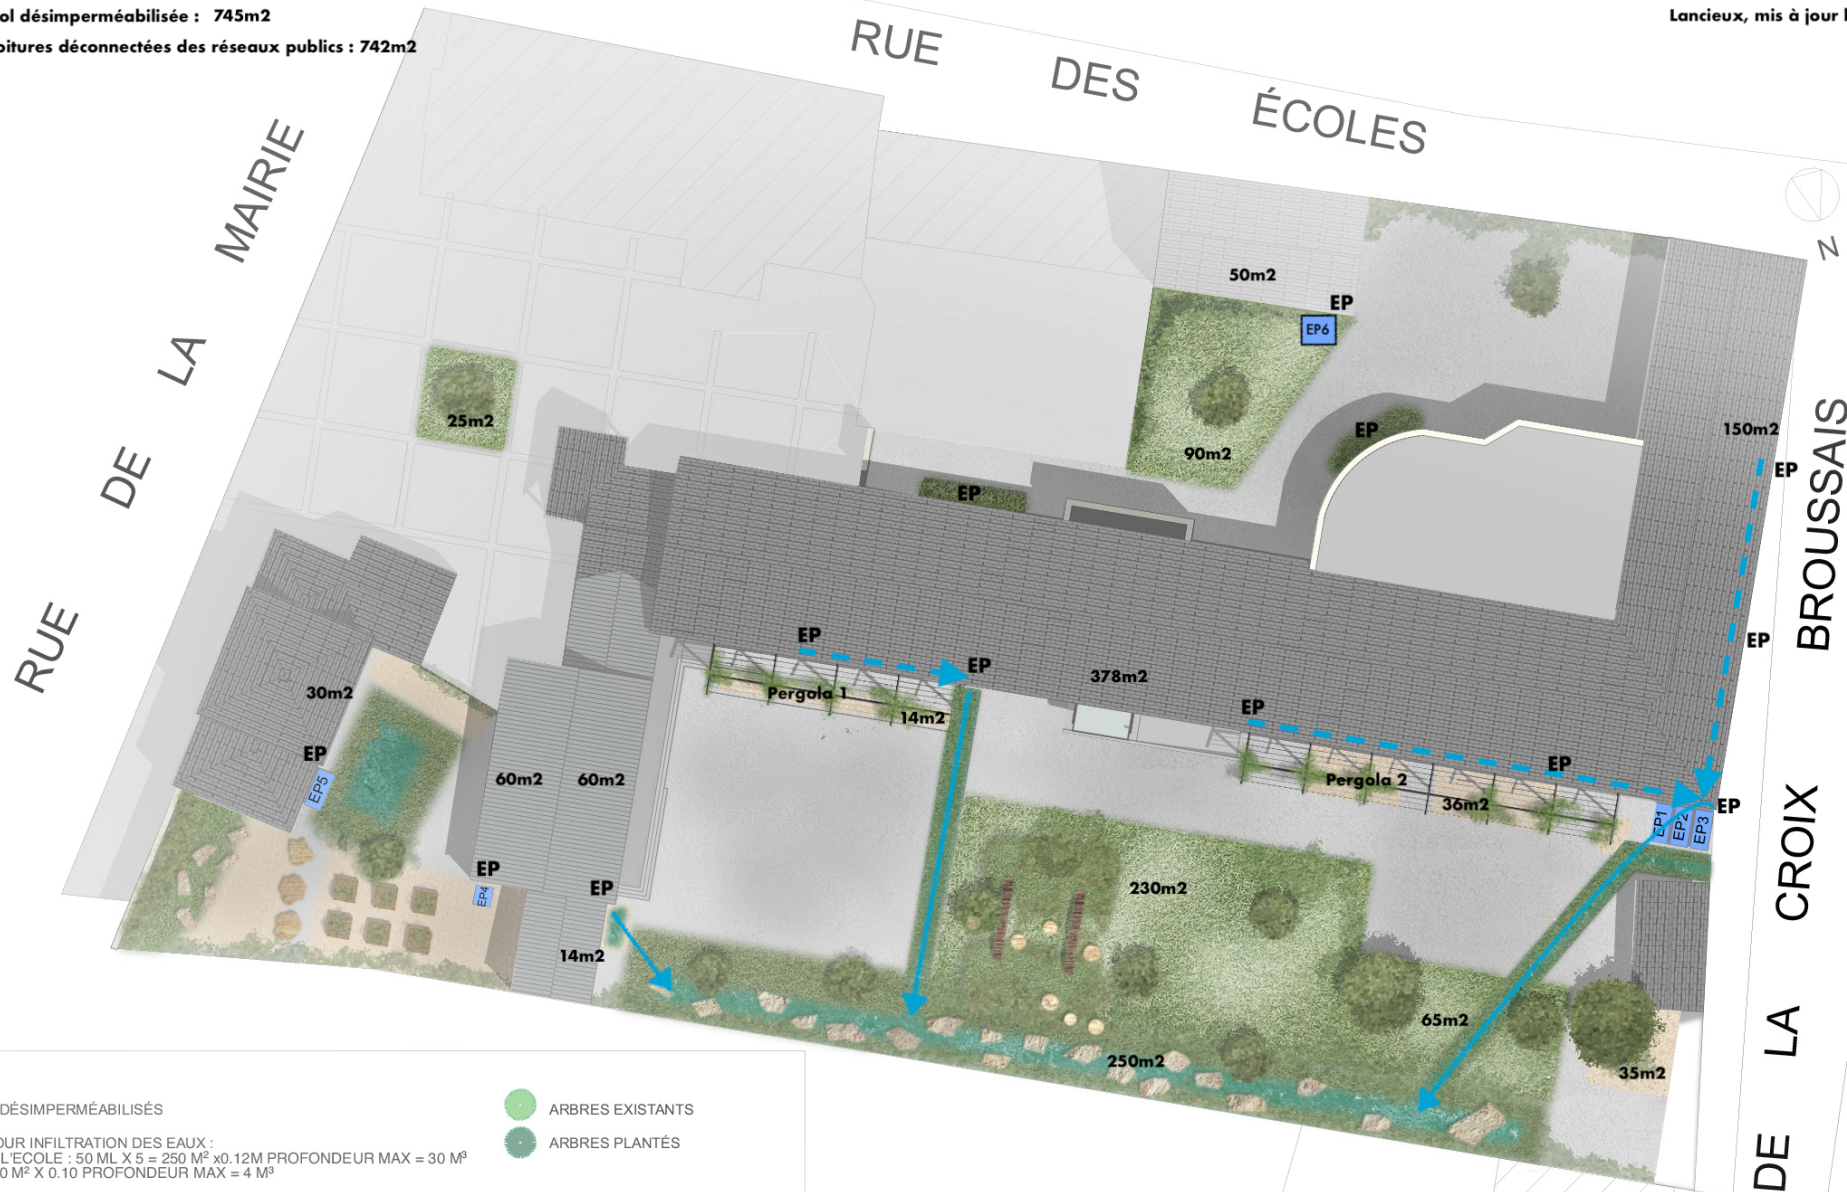 ol désimperméabilisée : 745m2
oitures déconnectées des réseaux publics : 742m2
Lancieux, mis à jour l
RUE DES ÉCOLES
RUE DE LA MAIRIE
N
50m2
EP
EP6
25m2
90m2
EP
EP
150m2
EP
EP
BROUSSAIS
CROIX
LA
DE
EP
EP
378m2
Pergola 1
14m2
EP
EP
Pergola 2
36m2
EP
EP1
EP2
EP3
30m2
EP
EP5
60m2
60m2
EP
EP4
EP
14m2
230m2
65m2
250m2
35m2
DÉSIMPERMÉABILISÉS
OUR INFILTRATION DES EAUX :
L'ECOLE : 50 ML X 5 = 250 M² x0.12M PROFONDEUR MAX = 30 M³
0 M² X 0.10 PROFONDEUR MAX = 4 M³
ARBRES EXISTANTS
ARBRES PLANTÉS